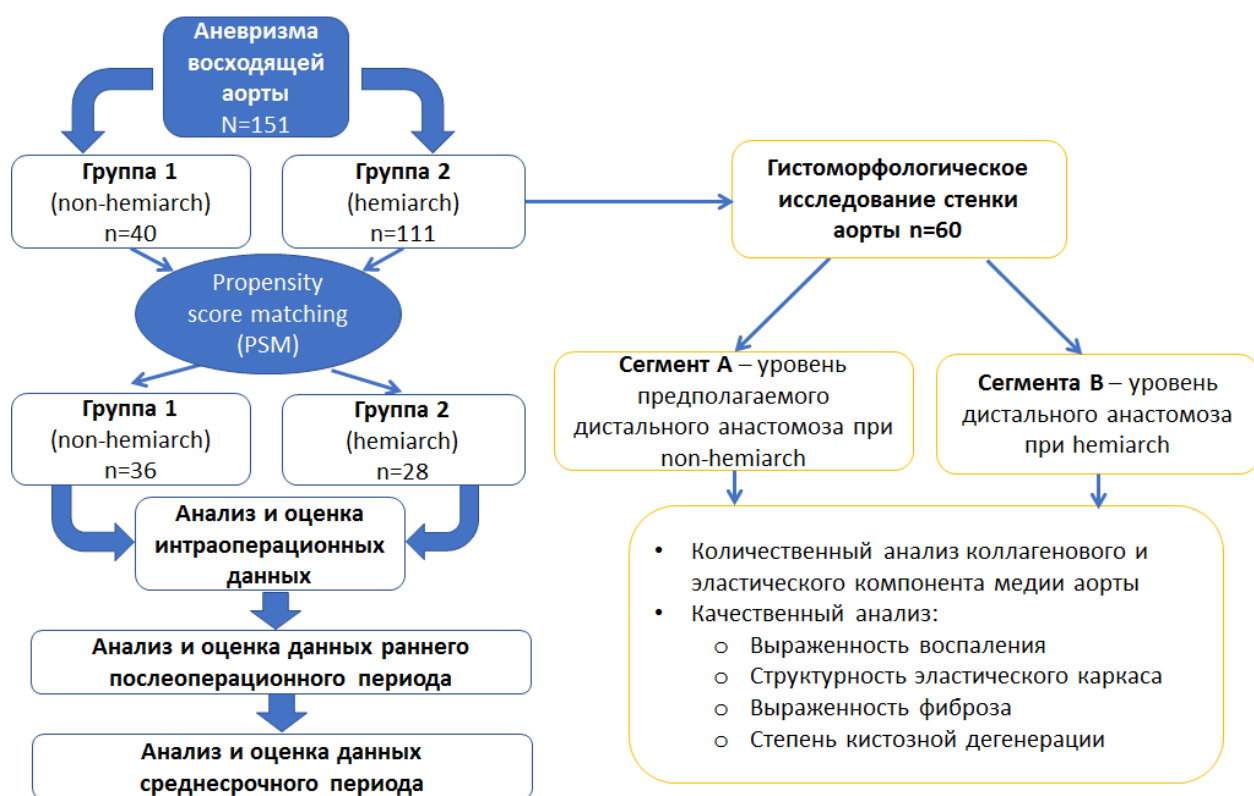 Аневризма
восходящей
аорты
N=151
Группа 1
(non-hemiarch)
n=40
Группа 2
(hemiarch)
n=111
Propensity
score matching
(PSM)
Группа 1
(non-hemiarch)
n=36
Группа 2
(hemiarch)
n=28
Анализ и оценка
интраоперационных
данных
Анализ и оценка данных раннего
послеоперационного периода
Анализ и оценка данных
среднесрочного периода
Гистоморфологическое
исследование стенки
аорты n=60
Сегмент А – уровень
предполагаемого
дистального анастомоза при
non-hemiarch
Сегмента В – уровень
дистального анастомоза
при hemiarch
• Количественный анализ коллагенового и
эластического компонента медии аорты
• Качественный анализ:
o Выраженность воспаления
o Структурность эластического каркаса
o Выраженность фиброза
o Степень кистозной дегенерации